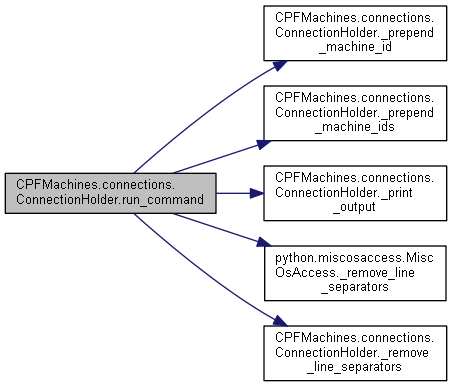 CPFMachines.connections.
ConnectionHolder._prepend
_machine_id
CPFMachines.connections.
ConnectionHolder._prepend
_machine_ids
CPFMachines.connections.
ConnectionHolder.run_command
CPFMachines.connections.
ConnectionHolder._print
_output
python.miscosaccess.Misc
OsAccess._remove_line
_separators
CPFMachines.connections.
ConnectionHolder._remove
_line_separators